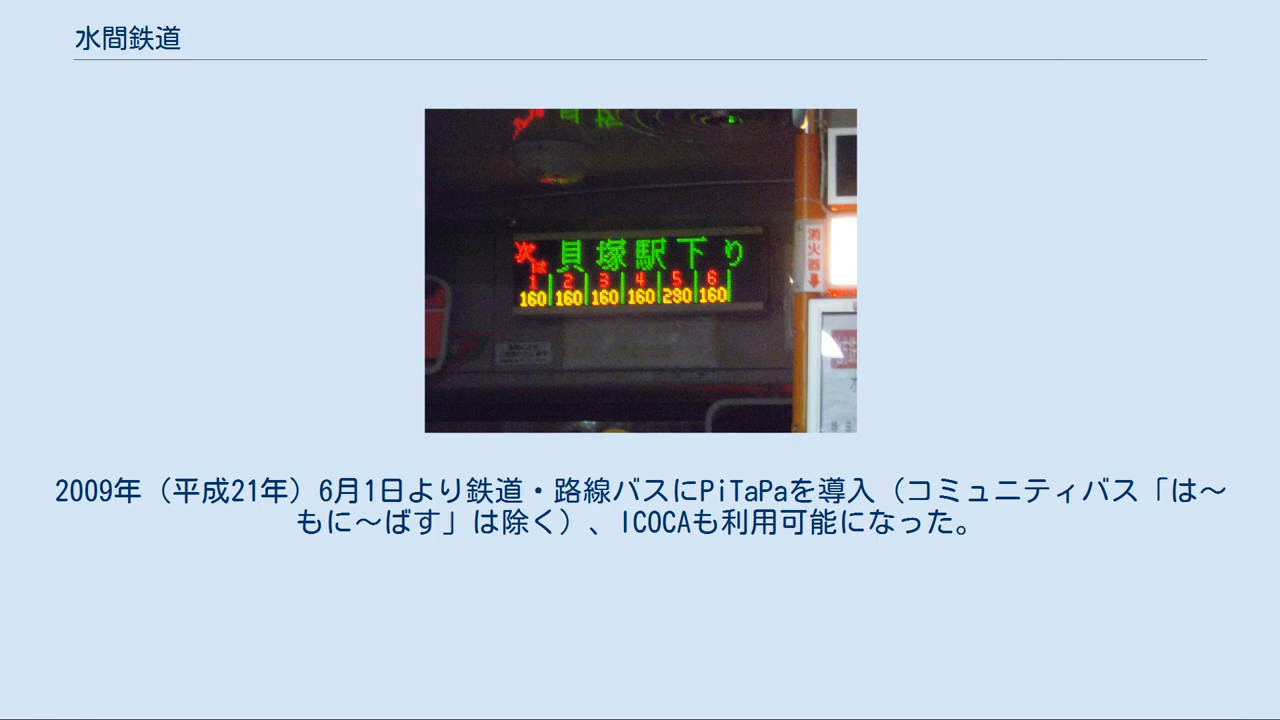 水間鉄道
次は 貝塚駅下り
1 2 3 4 5 6
160 160 160 160 290 160
消火器
2009年（平成21年）6月1日より鉄道・路線バスにPiTaPaを導入（コミュニティバス「は〜
もに〜ばす」は除く）、ICOCAも利用可能になった。